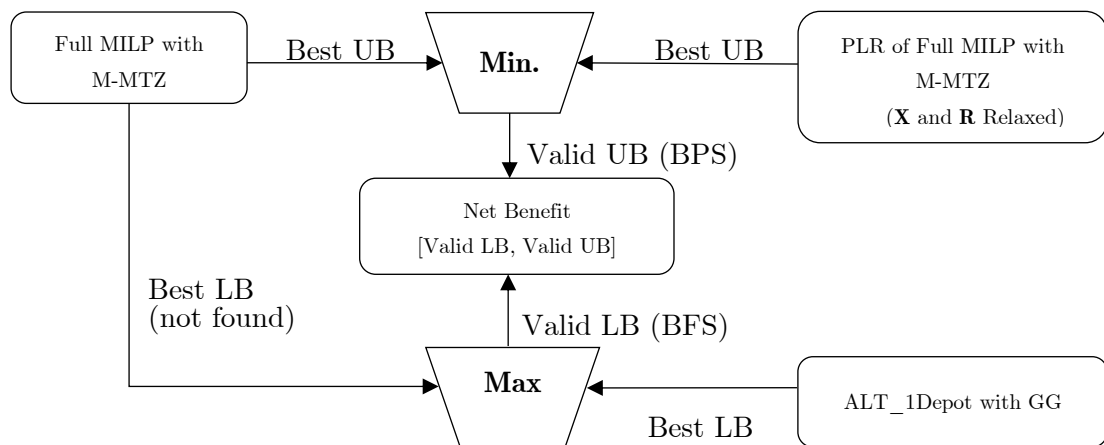 Full MILP with
M-MTZ
Best UB
Min.
Best UB
PLR of Full MILP with
M-MTZ
(X and R Relaxed)
Valid UB (BPS)
Net Benefit
[Valid LB, Valid UB]
Best LB
(not found)
Valid LB (BFS)
Max
Best LB
ALT_1Depot with GG